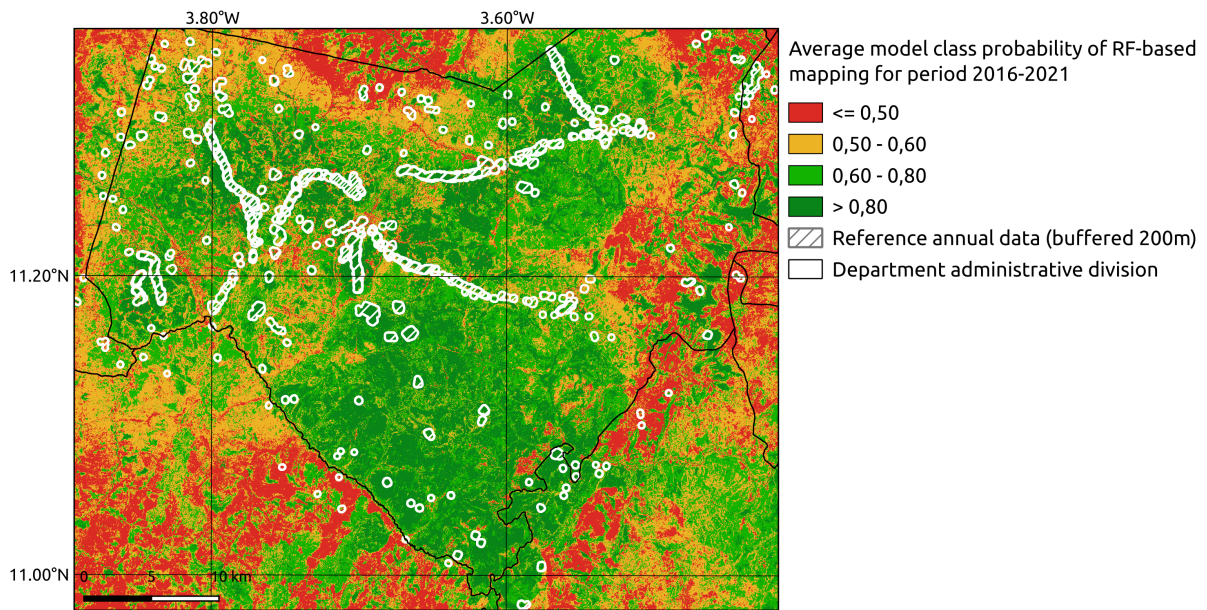 3.80°W 3.60°W
Average model class probability of RF-based
mapping for period 2016-2021
<= 0,50
0,50 - 0,60
0,60 - 0,80
> 0,80
Reference annual data (buffered 200m)
11.20°N
Department administrative division
11.00°N
0 5 10 km